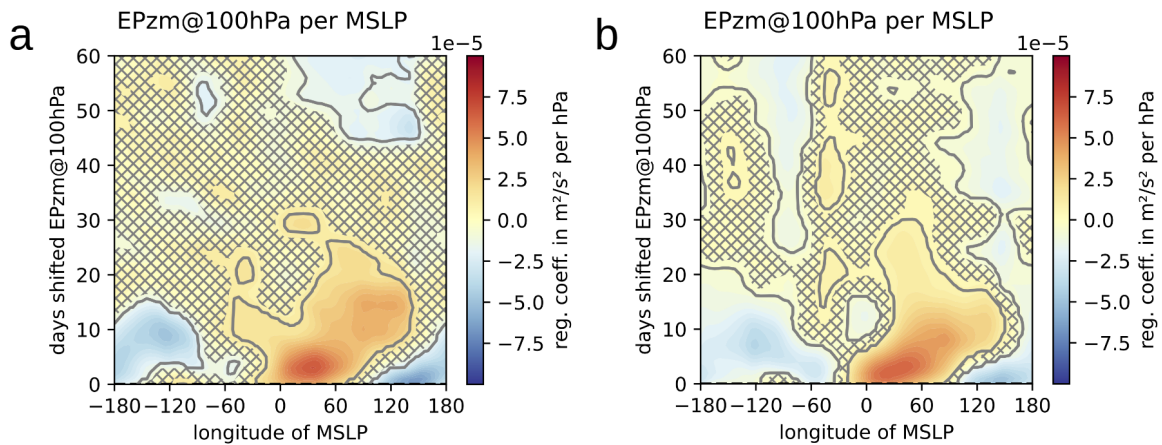 a
EPzm@100hPa per MSLP
1e−5
60
50
40
30
20
10
0
days shifted EPzm@100hPa
−180 −120 −60 0 60 120 180
longitude of MSLP
7.5
5.0
2.5
0.0
−2.5
−5.0
−7.5
reg. coeff. in m²/s² per hPa
b
EPzm@100hPa per MSLP
1e−5
60
50
40
30
20
10
0
days shifted EPzm@100hPa
−180 −120 −60 0 60 120 180
longitude of MSLP
7.5
5.0
2.5
0.0
−2.5
−5.0
−7.5
reg. coeff. in m²/s² per hPa